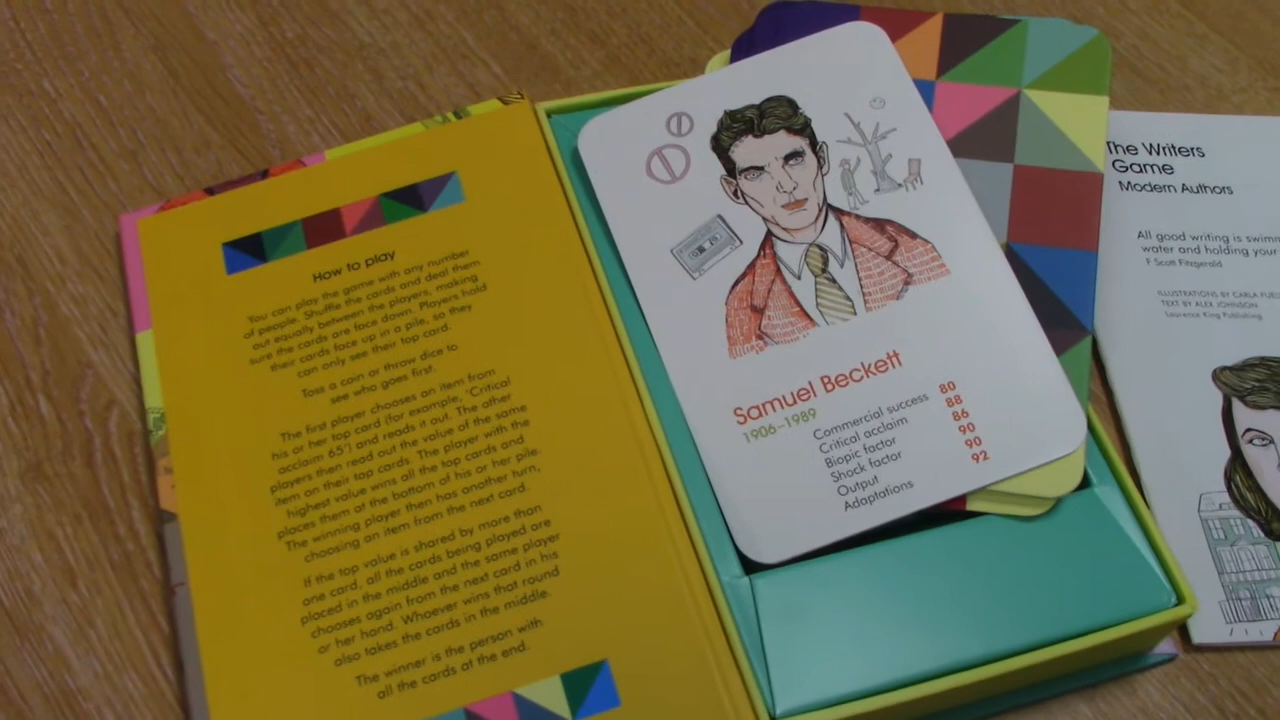 How to play
You can play the game with any number
of people. Shuffle the cards and deal them
out equally between the players, making
sure the cards are face down. Players hold
their cards face up in a pile, so they
can only see their top card.
Toss a coin or throw dice to
see who goes first.
The first player chooses an item from
his or her top card (for example, 'Critical
acclaim 65') and reads it out. The other
players then read out the value of the same
item on their top cards. The player with the
highest value wins all the top cards and
places them at the bottom of his or her pile.
The winning player then has another turn,
choosing an item from the next card.
If the top value is shared by more than
one card, all the cards being played are
placed in the middle and the same player
chooses again from the next card in his
or her hand. Whoever wins that round
also takes the cards in the middle.
The winner is the person with
all the cards at the end.
Samuel Beckett
1906–1989
Commercial success 80
Critical acclaim 88
Biopic factor 86
Shock factor 90
Output 90
Adaptations 92
The Writers
Game
Modern Authors
All good writing is swimm
water and holding your
F Scott Fitzgerald
ILLUSTRATIONS BY CARLA FUE
TEXT BY ALEX JOHNSON
Laurence King Publishing